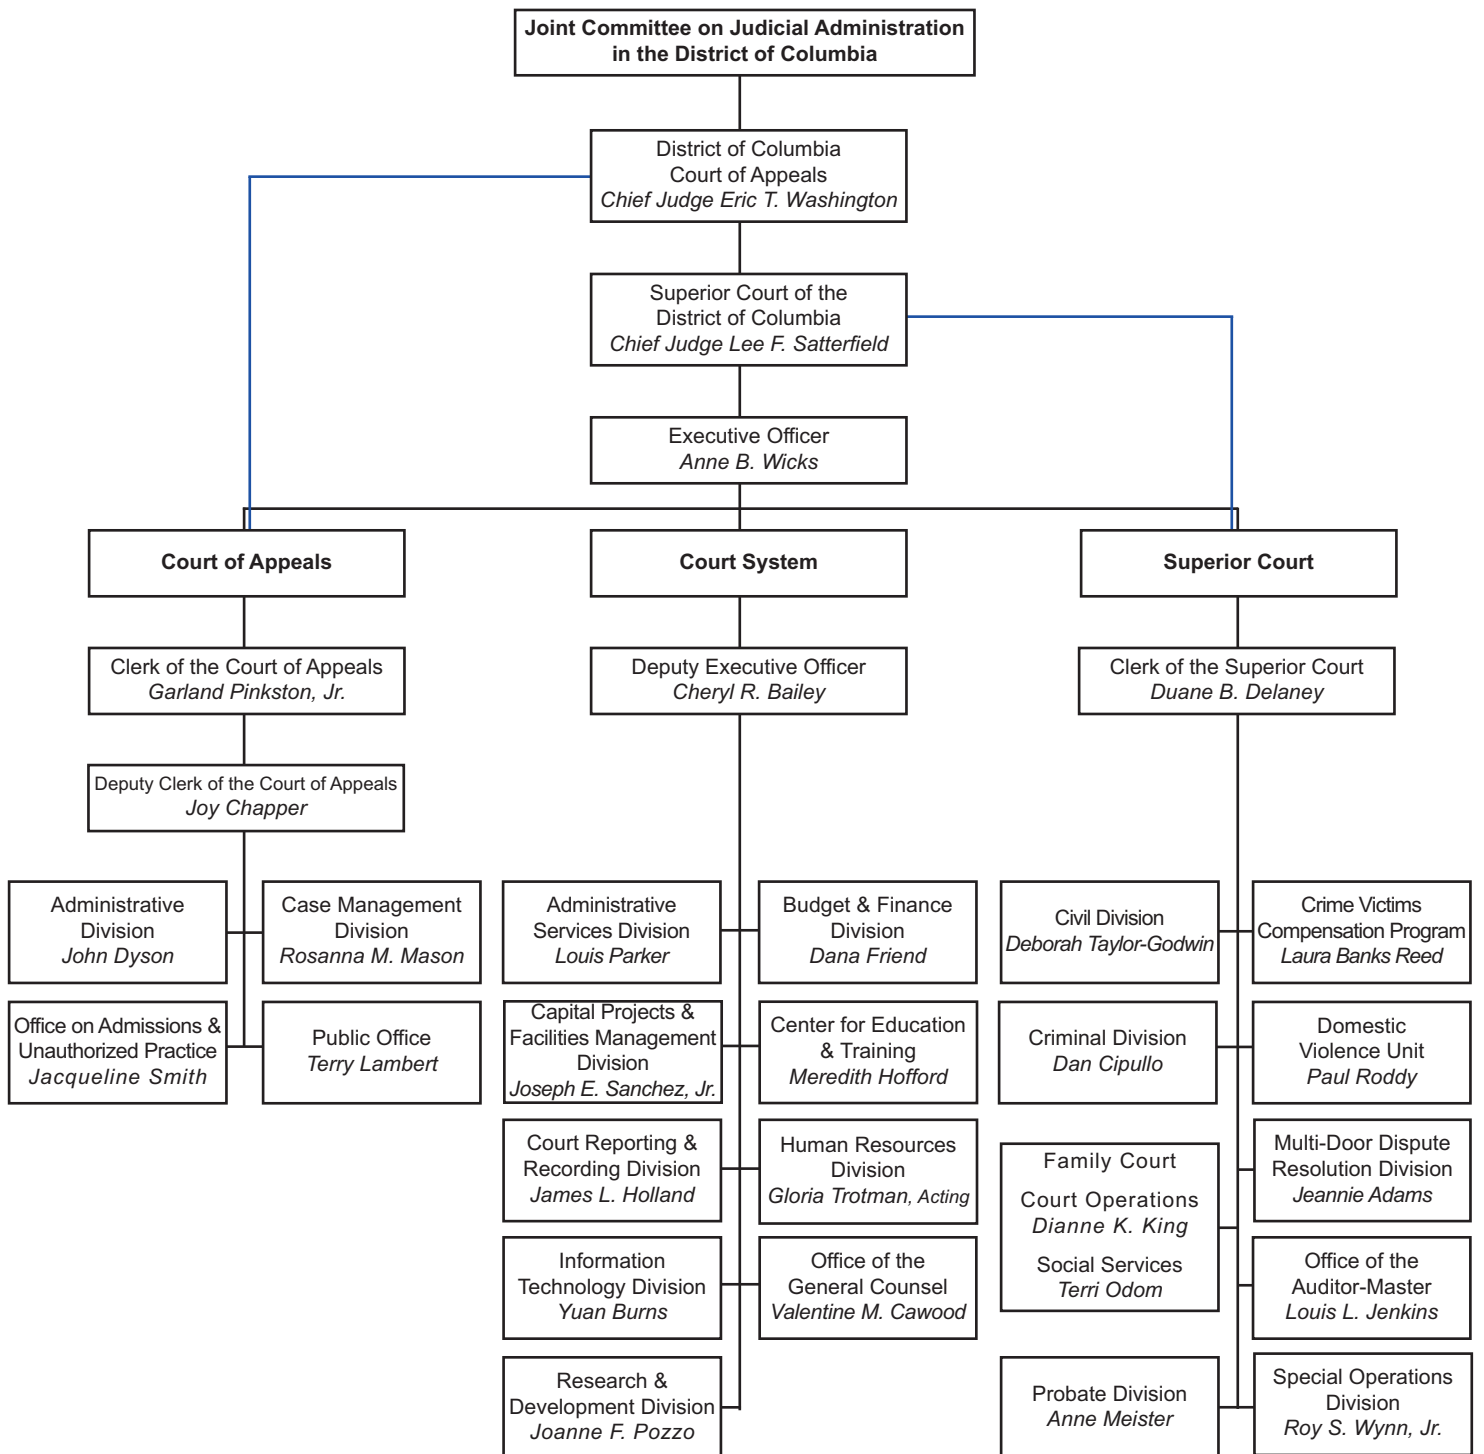 Joint Committee on Judicial Administration
in the District of Columbia
District of Columbia
Court of Appeals
Chief Judge Eric T. Washington
Superior Court of the
District of Columbia
Chief Judge Lee F. Satterfield
Executive Officer
Anne B. Wicks
Court of Appeals
Court System
Superior Court
Clerk of the Court of Appeals
Garland Pinkston, Jr.
Deputy Executive Officer
Cheryl R. Bailey
Clerk of the Superior Court
Duane B. Delaney
Deputy Clerk of the Court of Appeals
Joy Chapper
Administrative
Division
John Dyson
Case Management
Division
Rosanna M. Mason
Office on Admissions &
Unauthorized Practice
Jacqueline Smith
Public Office
Terry Lambert
Administrative
Services Division
Louis Parker
Budget & Finance
Division
Dana Friend
Capital Projects &
Facilities Management
Division
Joseph E. Sanchez, Jr.
Center for Education
& Training
Meredith Hofford
Court Reporting &
Recording Division
James L. Holland
Human Resources
Division
Gloria Trotman, Acting
Information
Technology Division
Yuan Burns
Office of the
General Counsel
Valentine M. Cawood
Research &
Development Division
Joanne F. Pozzo
Civil Division
Deborah Taylor-Godwin
Crime Victims
Compensation Program
Laura Banks Reed
Criminal Division
Dan Cipullo
Domestic
Violence Unit
Paul Roddy
Family Court
Court Operations
Dianne K. King
Social Services
Terri Odom
Multi-Door Dispute
Resolution Division
Jeannie Adams
Office of the
Auditor-Master
Louis L. Jenkins
Probate Division
Anne Meister
Special Operations
Division
Roy S. Wynn, Jr.